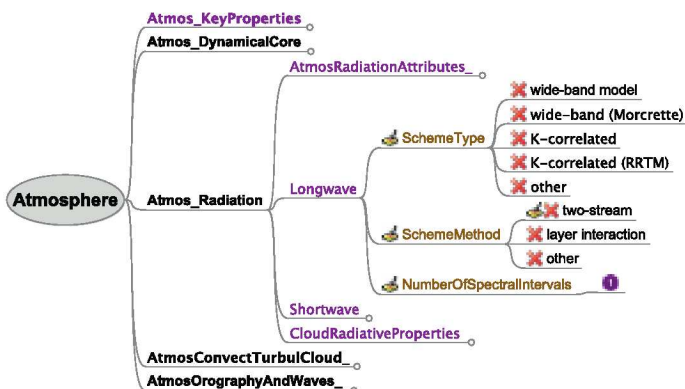 Atmosphere
Atmos_KeyProperties
Atmos_DynamicalCore
Atmos_Radiation
AtmosRadiationAttributes_
Longwave
SchemeType
wide-band model
wide-band (Morcrette)
K-correlated
K-correlated (RRTM)
other
SchemeMethod
two-stream
layer interaction
other
NumberOfSpectralIntervals
Shortwave
CloudRadiativeProperties
AtmosConvectTurbulCloud_
AtmosOrographyAndWaves_